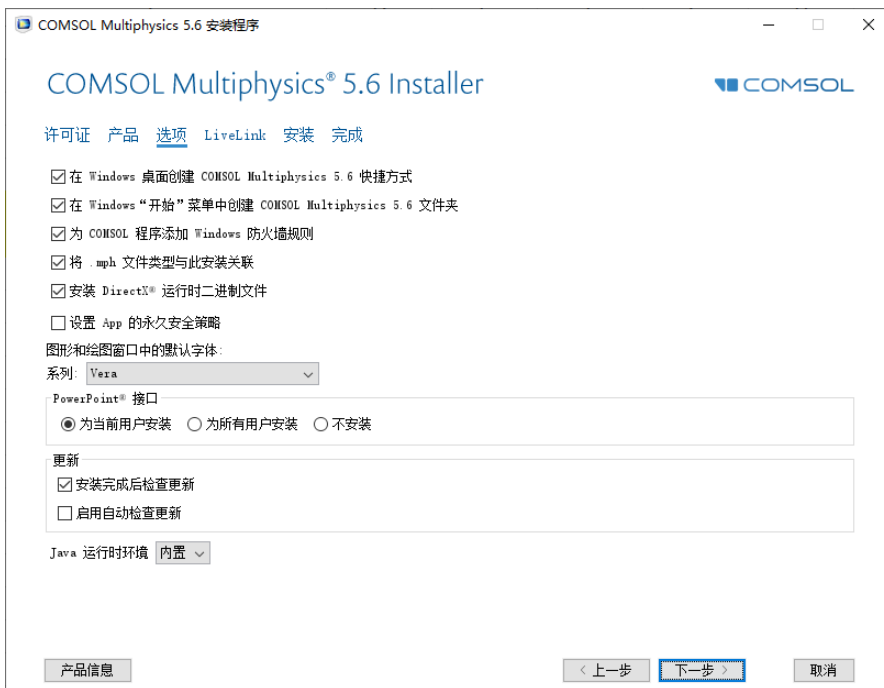 COMSOL Multiphysics 5.6 安装程序
COMSOL Multiphysics® 5.6 Installer
COMSOL
许可证 产品 选项 LiveLink 安装 完成
在 Windows 桌面创建 COMSOL Multiphysics 5.6 快捷方式
在 Windows“开始”菜单中创建 COMSOL Multiphysics 5.6 文件夹
为 COMSOL 程序添加 Windows 防火墙规则
将 .mph 文件类型与此安装关联
安装 DirectX® 运行时二进制文件
设置 App 的永久安全策略
图形和绘图窗口中的默认字体:
系列: Vera
PowerPoint® 接口
为当前用户安装 为所有用户安装 不安装
更新
安装完成后检查更新
启用自动检查更新
Java 运行时环境 内置
产品信息 < 上一步 下一步 > 取消